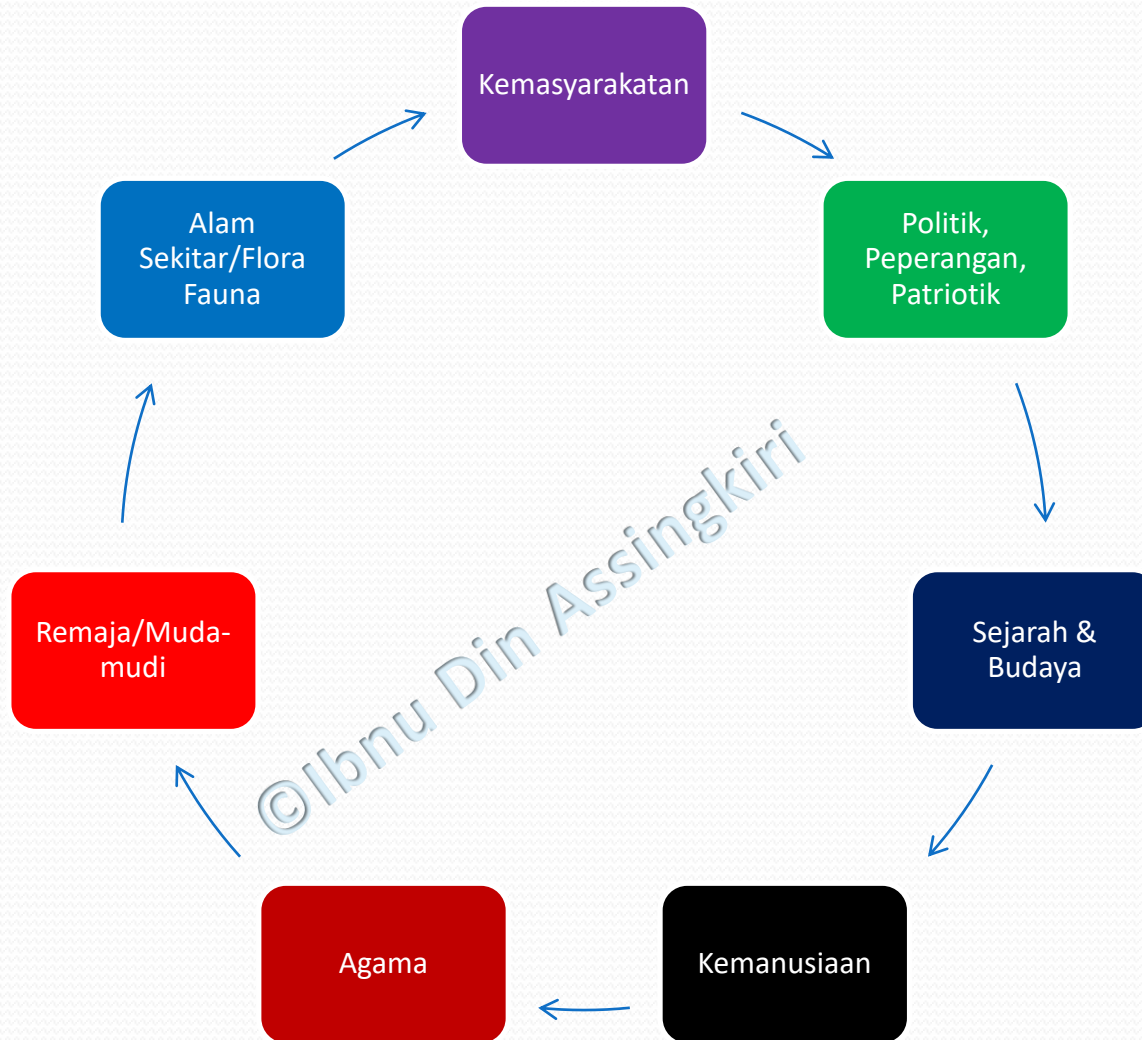 Kemasyarakatan
Politik,
Peperangan,
Patriotik
Sejarah &
Budaya
Kemanusiaan
Agama
Remaja/Muda-
mudi
Alam
Sekitar/Flora
Fauna
©Ibnu Din Assingkiri